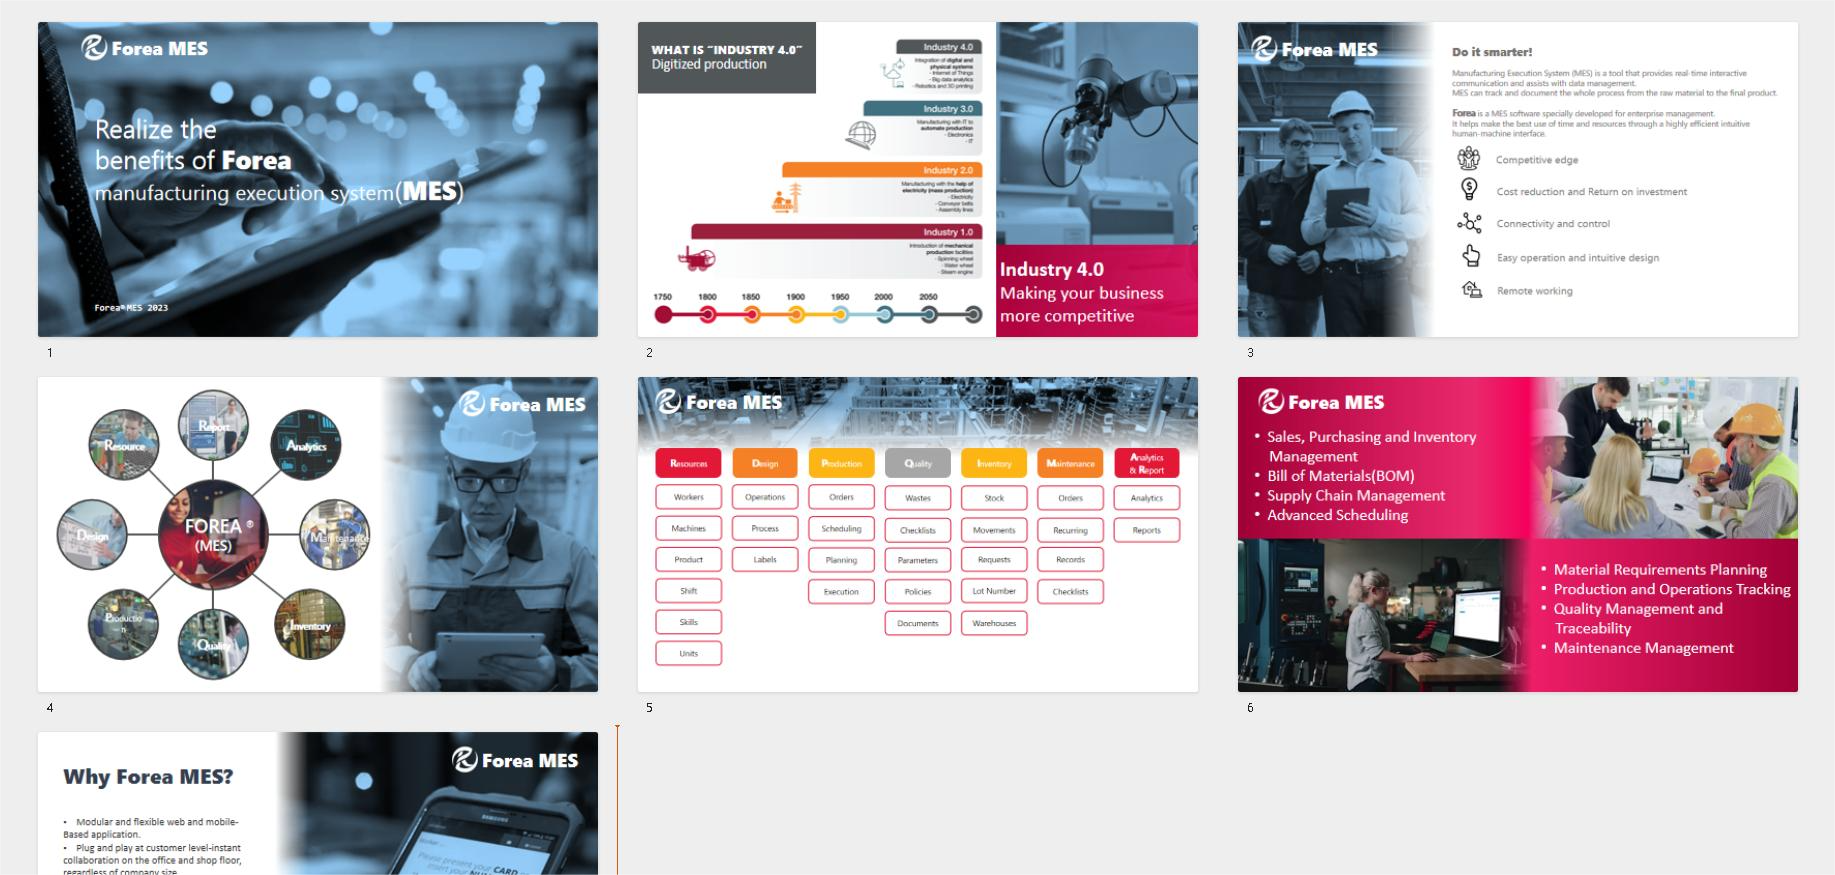 Forea MES
Realize the
benefits of Forea
manufacturing execution system(MES)
Forea® MES 2023
1
WHAT IS "INDUSTRY 4.0"
Digitized production
Industry 4.0
Integration of digital and
physical systems
- Internet of Things
- Big data analytics
- Robotics and 3D printing
Industry 3.0
Manufacturing with IT to
automate production
- Electronics
- IT
Industry 2.0
Manufacturing with the help of
electricity (mass production)
- Electricity
- Conveyor belts
- Assembly lines
Industry 1.0
Introduction of mechanical
production facilities
- Spinning wheel
- Water wheel
- Steam engine
1750 1800 1850 1900 1950 2000 2050
Industry 4.0
Making your business
more competitive
2
Forea MES
Do it smarter!
Manufacturing Execution System (MES) is a tool that provides real-time interactive
communication and assists with data management.
MES can track and document the whole process from the raw material to the final product.
Forea is a MES software specially developed for enterprise management.
It helps make the best use of time and resources through a highly efficient intuitive
human-machine interface.
Competitive edge
Cost reduction and Return on investment
Connectivity and control
Easy operation and intuitive design
Remote working
3
Report
Resource
Analytics
Design
FOREA ®
(MES)
Maintenance
Productio
n
Quality
Inventory
Forea MES
4
Forea MES
Resources Design Production Quality Inventory Maintenance Analytics
& Report
Workers Operations Orders Wastes Stock Orders Analytics
Machines Process Scheduling Checklists Movements Recurring Reports
Product Labels Planning Parameters Requests Records
Shift Execution Policies Lot Number Checklists
Skills Documents Warehouses
Units
5
Forea MES
• Sales, Purchasing and Inventory
Management
• Bill of Materials(BOM)
• Supply Chain Management
• Advanced Scheduling
• Material Requirements Planning
• Production and Operations Tracking
• Quality Management and
Traceability
• Maintenance Management
6
Forea MES
Why Forea MES?
• Modular and flexible web and mobile-
Based application.
• Plug and play at customer level-instant
collaboration on the office and shop floor,
regardless of company size.
SAMSUNG
Please present your CARD
insert your